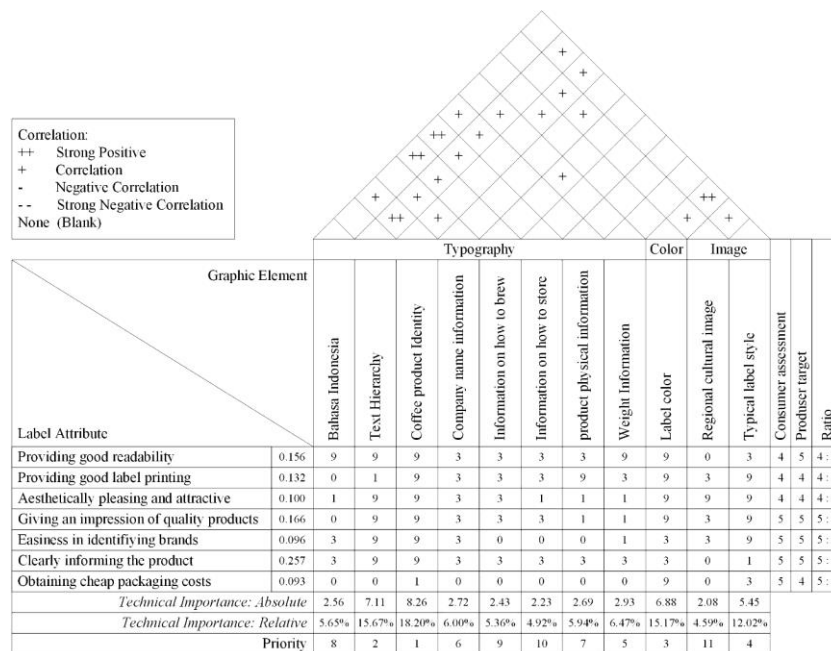 Correlation:
++ Strong Positive
+ Correlation
- Negative Correlation
- - Strong Negative Correlation
None (Blank)
+
+
+
+ + + +
++ +
++ +
+ +
+ + ++
++ + + +
Typography Color Image
Graphic Element
Label Attribute
Bahasa Indonesia
Text Hierarchy
Coffee product Identity
Company name information
Information on how to brew
Information on how to store
product physical information
Weight Information
Label color
Regional cultural image
Typical label style
Consumer assessment
Produser target
Ratio
Providing good readability 0.156 9 9 9 3 3 3 3 9 9 0 3 4 5 4 :
Providing good label printing 0.132 0 1 9 3 3 3 9 3 9 3 9 4 4 4 :
Aesthetically pleasing and attractive 0.100 1 9 9 3 3 1 1 1 9 9 9 4 4 4 :
Giving an impression of quality products 0.166 0 9 9 3 3 3 1 1 9 3 9 5 5 5 :
Easiness in identifiying brands 0.096 3 9 9 3 0 0 0 1 3 3 9 5 5 5 :
Clearly informing the product 0.257 3 9 9 3 3 3 3 3 3 0 1 5 5 5 :
Obtaining cheap packaging costs 0.093 0 0 1 0 0 0 0 0 9 0 3 5 4 5 :
Technical Importance: Absolute 2.56 7.11 8.26 2.72 2.43 2.23 2.69 2.93 6.88 2.08 5.45
Technical Importance: Relative 5.65% 15.67% 18.20% 6.00% 5.36% 4.92% 5.94% 6.47% 15.17% 4.59% 12.02%
Priority 8 2 1 6 9 10 7 5 3 11 4